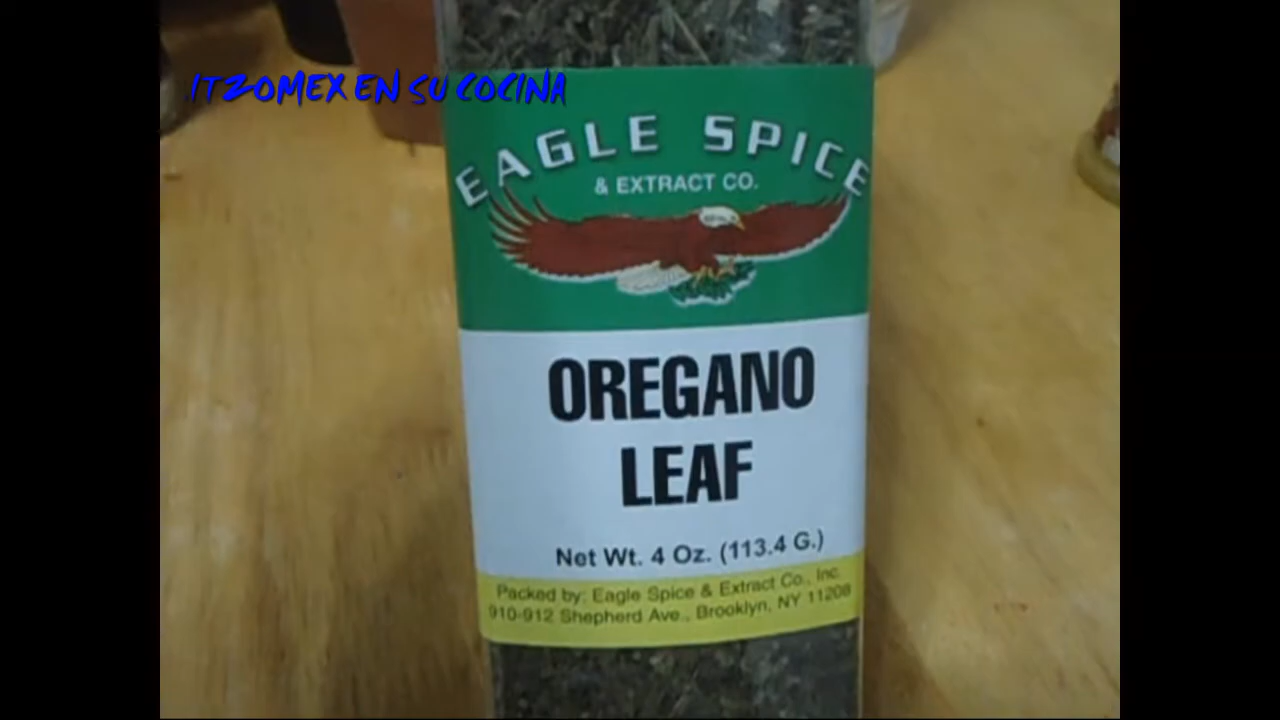 .ITZOMEX EN SU COCINA
EAGLE SPICE
& EXTRACT CO.
OREGANO
LEAF
Net Wt. 4 Oz. (113.4 G.)
Packed by: Eagle Spice & Extract Co., Inc.
910-912 Shepherd Ave., Brooklyn, NY 11208